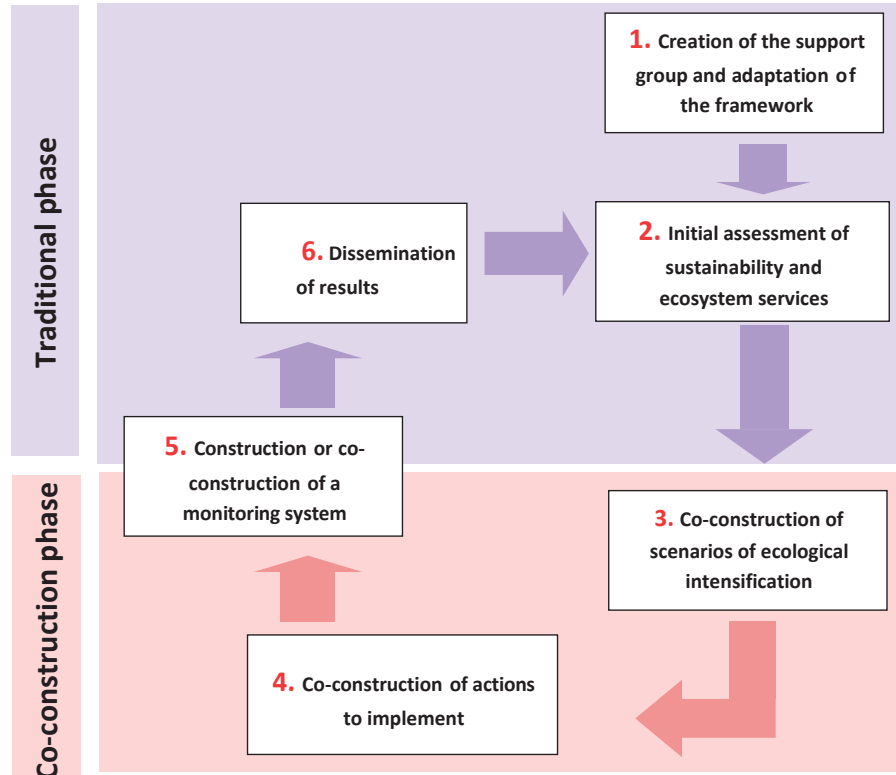 Traditional phase
1. Creation of the support
group and adaptation of
the framework
2. Initial assessment of
sustainability and
ecosystem services
6. Dissemination
of results
5. Construction or co-
construction of a
monitoring system
Co-construction phase
3. Co-construction of
scenarios of ecological
intensification
4. Co-construction of actions
to implement